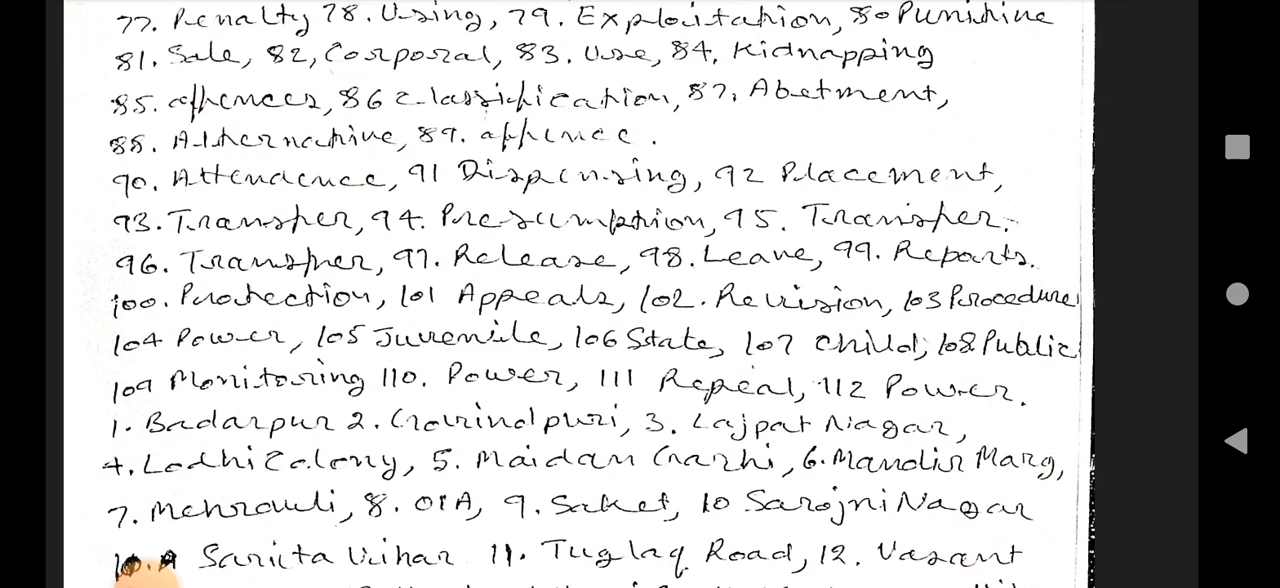 77. Penalty 78. Using, 79. Exploitation, 80 Punitive
81. Sale, 82, Corporal, 83. Use, 84. Kidnapping
85. offences, 86 classification, 87. Abetment,
88. Alternative, 89. offence.
90. Attendence, 91 Dispensing, 92 Placement,
93. Transfer, 94. Presumption, 95. Transfer.
96. Transfer, 97. Release, 98. Leave, 99. Reports.
100. Protection, 101 Appeals, 102. Revision, 103 Procedure
104 Power, 105 Juvenile, 106 State, 107 Child, 108 Public
109 Monitoring 110. Power, 111 Repeal, 112 Power.
1. Badarpur 2. Govindpuri, 3. Lajpat Nagar,
4. Lodhi Colony, 5. Maidan Garhi, 6. Mandir Marg,
7. Mehrauli, 8. OIA, 9. Saket, 10 Sarojni Nagar
10. A Sarita Vihar 11. Tuglaq Road, 12. Vasant